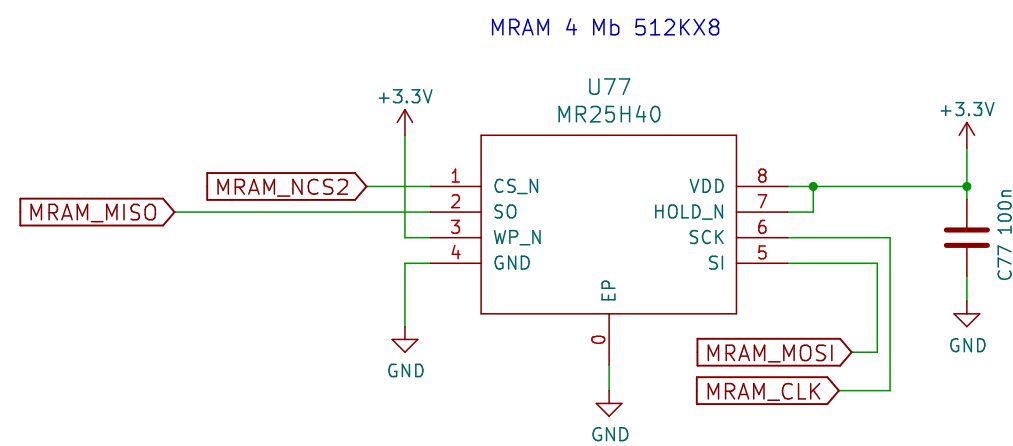 MRAM 4 Mb 512KX8
U77
MR25H40
+3.3V
+3.3V
MRAM_NCS2
1
CS_N
VDD
8
MRAM_MISO
2
SO
HOLD_N
7
3
WP_N
SCK
6
4
GND
SI
5
C77 100n
EP
0
GND
MRAM_MOSI
GND
MRAM_CLK
GND